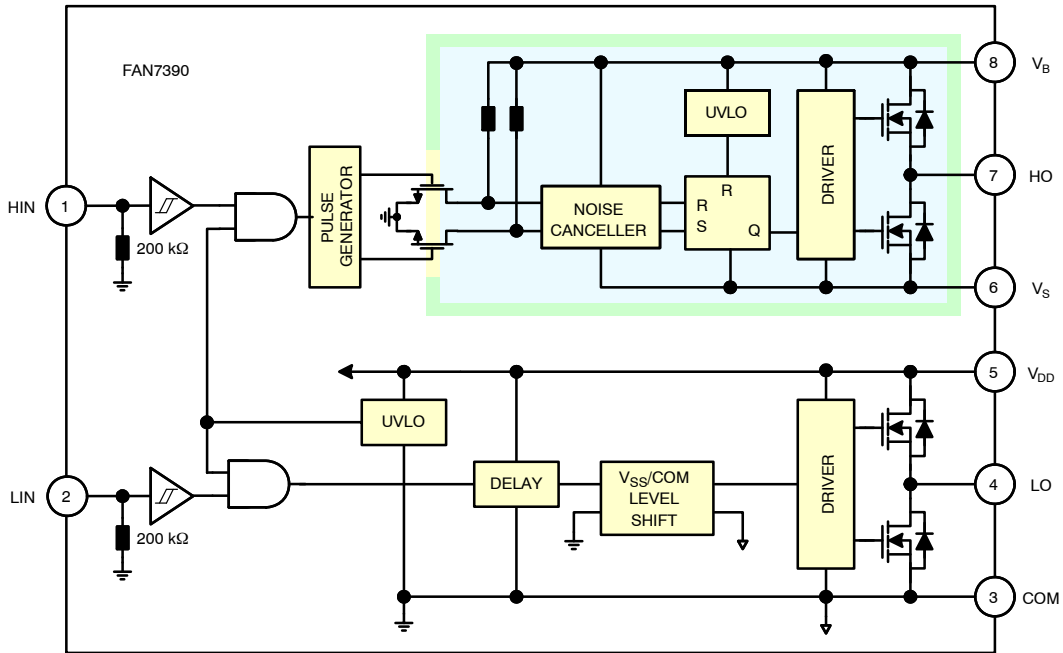 FAN7390
8
V_B
UVLO
HIN
1
200 kΩ
PULSE
GENERATOR
NOISE
CANCELLER
R
R
S
Q
DRIVER
7
HO
6
V_S
5
V_DD
UVLO
LIN
2
200 kΩ
DELAY
V_SS/COM
LEVEL
SHIFT
DRIVER
4
LO
3
COM